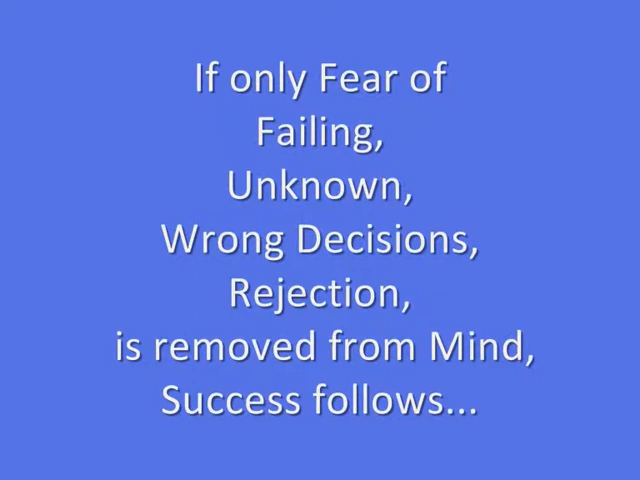 If only Fear of
Failing,
Unknown,
Wrong Decisions,
Rejection,
is removed from Mind,
Success follows...